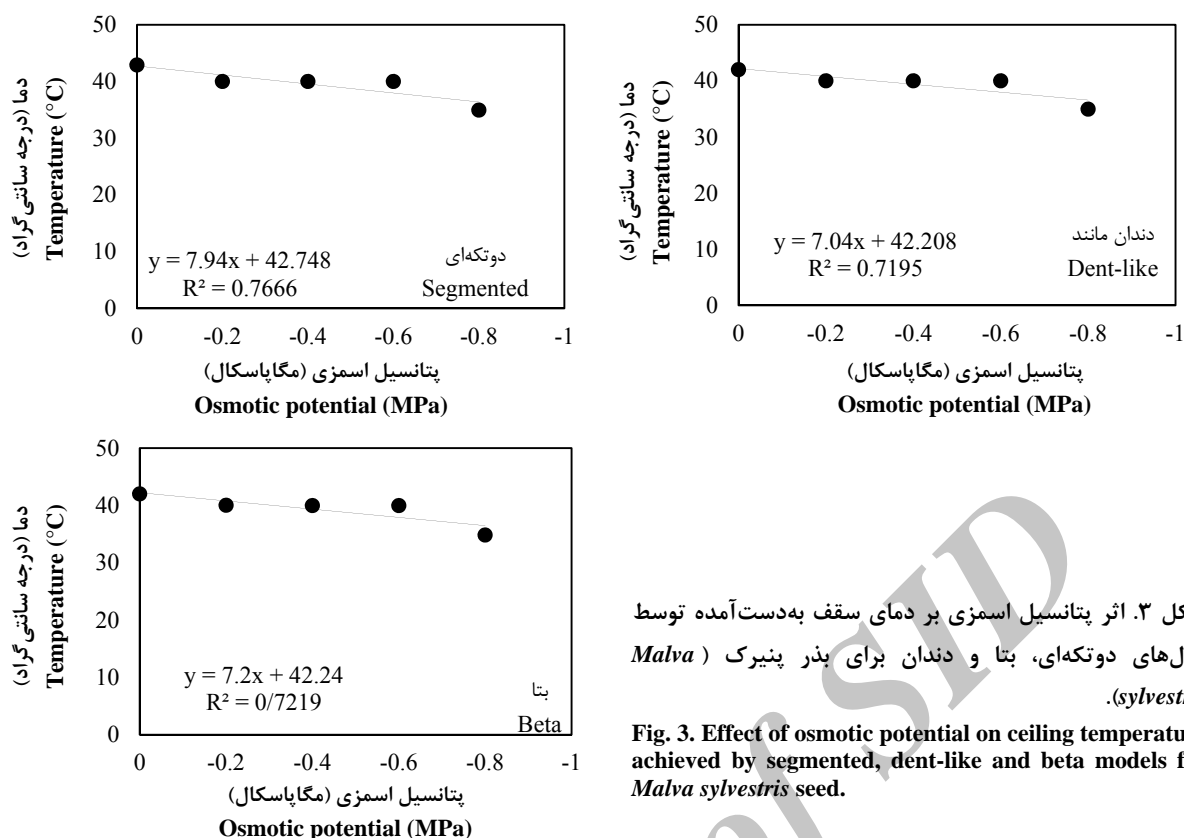 50
40
30
20
10
0
دما (درجه سانتی‌گراد)
Temperature (°C)
y = 7.94x + 42.748
R² = 0.7666
دوتکه‌ای
Segmented
0 -0.2 -0.4 -0.6 -0.8 -1
پتانسیل اسمزی (مگاپاسکال)
Osmotic potential (MPa)
50
40
30
20
10
0
دما (درجه سانتی‌گراد)
Temperature (°C)
y = 7.04x + 42.208
R² = 0.7195
دندان مانند
Dent-like
0 -0.2 -0.4 -0.6 -0.8 -1
پتانسیل اسمزی (مگاپاسکال)
Osmotic potential (MPa)
50
40
30
20
10
0
دما (درجه سانتی‌گراد)
Temperature (°C)
y = 7.2x + 42.24
R² = 0/7219
بتا
Beta
0 -0.2 -0.4 -0.6 -0.8 -1
پتانسیل اسمزی (مگاپاسکال)
Osmotic potential (MPa)
کل ۳. اثر پتانسیل اسمزی بر دمای سقف به‌دست‌آمده توسط
ل‌های دوتکه‌ای، بتا و دندان برای بذر پنیرک ( Malva
sylvestr).
Fig. 3. Effect of osmotic potential on ceiling temperatu
achieved by segmented, dent-like and beta models f
Malva sylvestris seed.
of SID